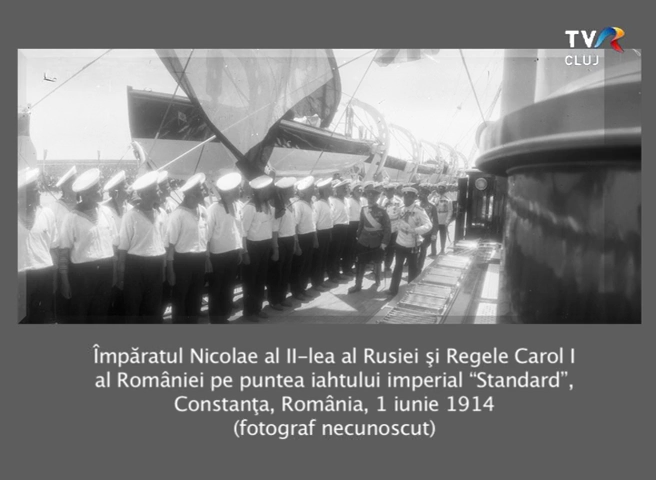 TVR
CLUJ
Împăratul Nicolae al II-lea al Rusiei şi Regele Carol I
al României pe puntea iahtului imperial “Standard”,
Constanţa, România, 1 iunie 1914
(fotograf necunoscut)